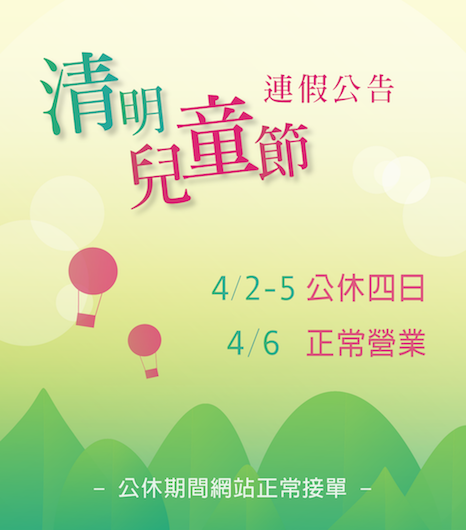 清明
連假公告
兒童節
4/2-5 公休四日
4/6 正常營業
– 公休期間網站正常接單 –